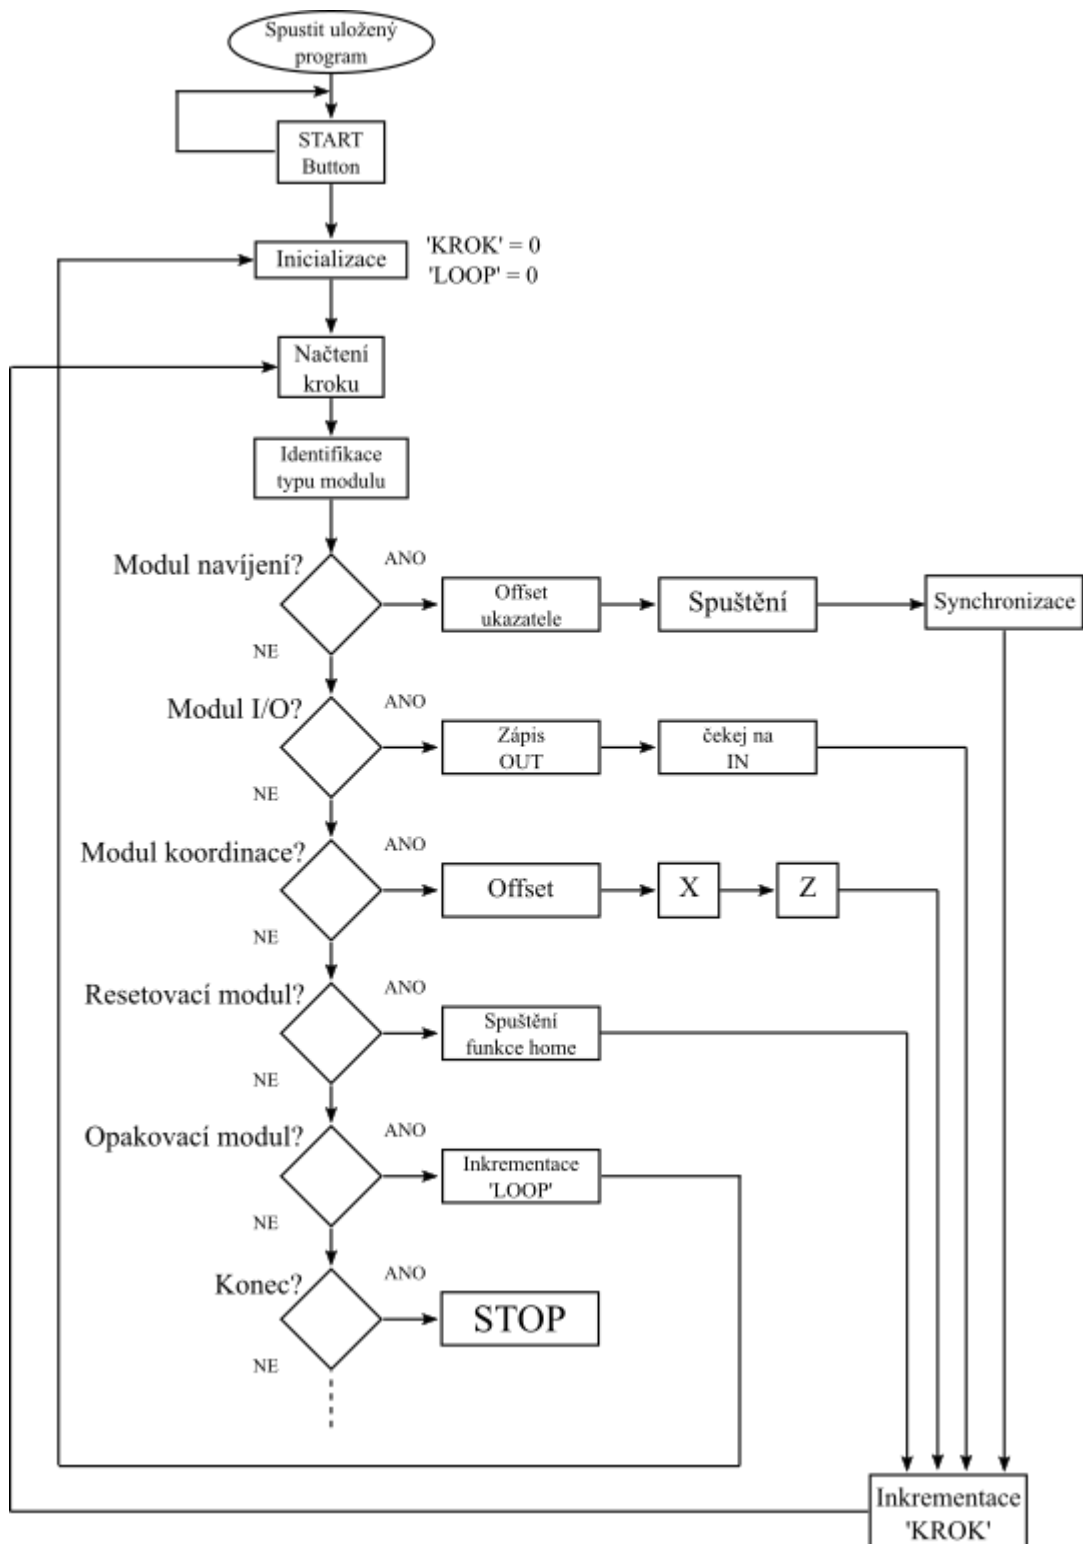 Spustit uložený
program
START
Button
Inicializace
'KROK' = 0
'LOOP' = 0
Načtení
kroku
Identifikace
typu modulu
Modul navíjení?
ANO
Offset
ukazatele
Spuštění
Synchronizace
NE
Modul I/O?
ANO
Zápis
OUT
čekej na
IN
NE
Modul koordinace?
ANO
Offset
X
Z
NE
Resetovací modul?
ANO
Spuštění
funkce home
NE
Opakovací modul?
ANO
Inkrementace
'LOOP'
NE
Konec?
ANO
STOP
NE
Inkrementace
'KROK'